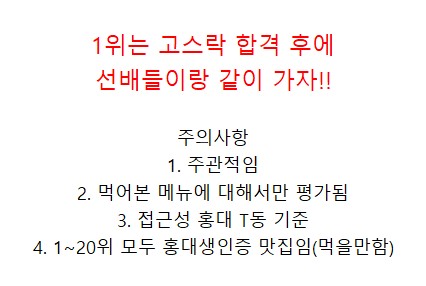 1위는 고스락 합격 후에
선배들이랑 같이 가자!!
주의사항
1. 주관적임
2. 먹어본 메뉴에 대해서만 평가됨
3. 접근성 홍대 T동 기준
4. 1~20위 모두 홍대생인증 맛집임(먹을만함)